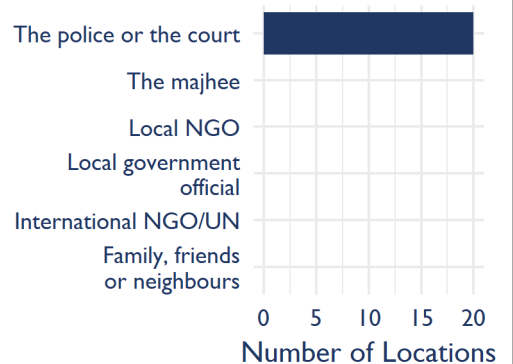 The police or the court
The majhee
Local NGO
Local government
official
International NGO/UN
Family, friends
or neighbours
0 5 10 15 20
Number of Locations